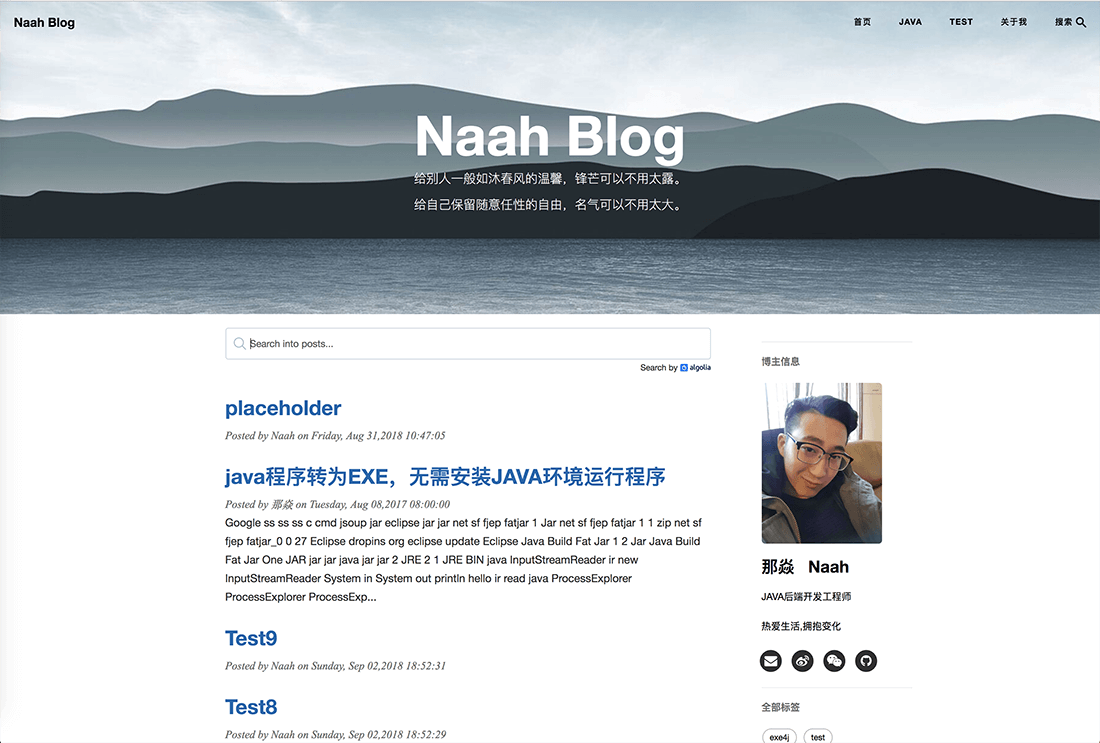 Naah Blog
首页 JAVA TEST 关于我 搜索
Naah Blog
给别人一般如沐春风的温馨，锋芒可以不用太露。
给自己保留随意任性的自由，名气可以不用太大。
Search into posts...
Search by algolia
placeholder
Posted by Naah on Friday, Aug 31,2018 10:47:05
java程序转为EXE，无需安装JAVA环境运行程序
Posted by 那焱 on Tuesday, Aug 08,2017 08:00:00
Google ss ss ss c cmd jsoup jar eclipse jar jar net sf fjep fatjar 1 Jar net sf fjep fatjar 1 1 zip net sf
fjep fatjar_0 0 27 Eclipse dropins org eclipse update Eclipse Java Build Fat Jar 1 2 Jar Java Build
Fat Jar One JAR jar jar java jar jar 2 JRE 2 1 JRE BIN java InputStreamReader ir new
InputStreamReader System in System out println hello ir read java ProcessExplorer
ProcessExplorer ProcessExp...
Test9
Posted by Naah on Sunday, Sep 02,2018 18:52:31
Test8
Posted by Naah on Sunday, Sep 02,2018 18:52:29
博主信息
那焱 Naah
JAVA后端开发工程师
热爱生活,拥抱变化
全部标签
exe4j test